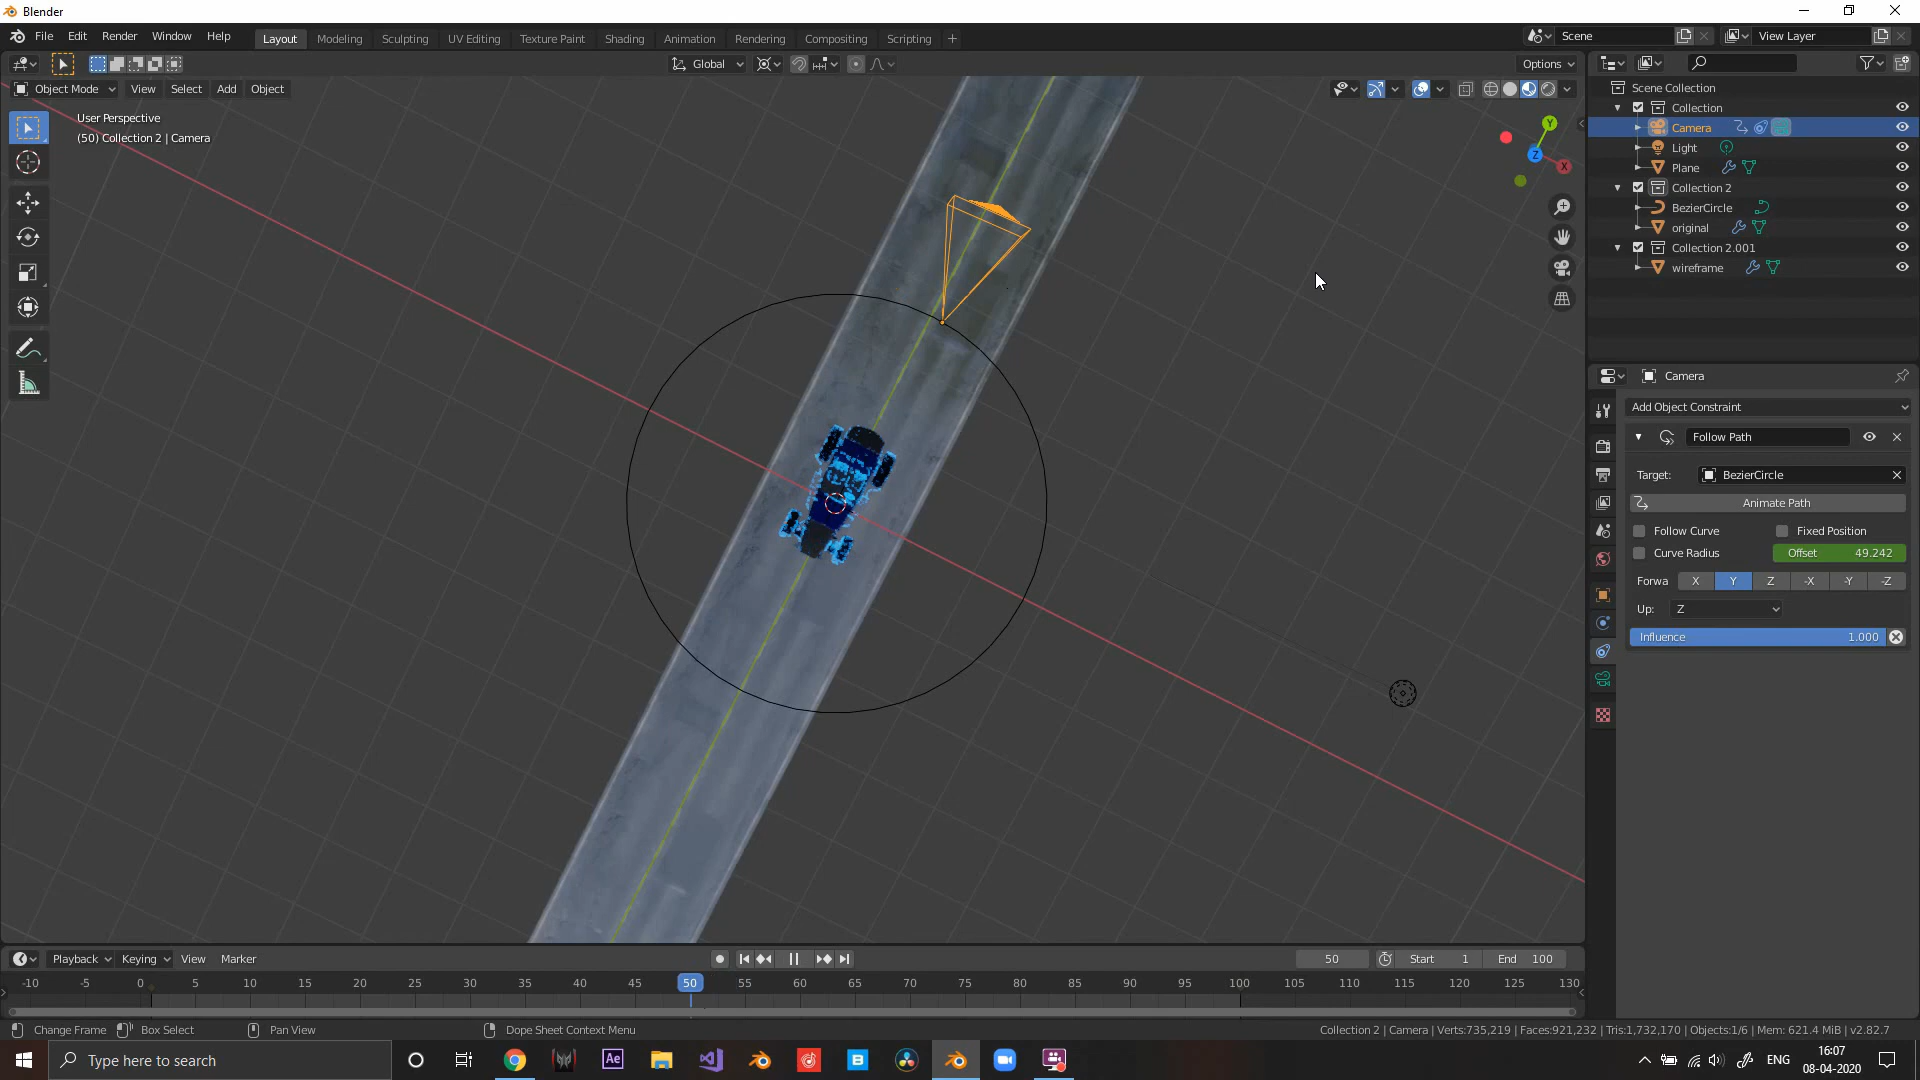 Blender
File Edit Render Window Help
Layout Modeling Sculpting UV Editing Texture Paint Shading Animation Rendering Compositing Scripting +
Scene
View Layer
Global
Options
Object Mode View Select Add Object
User Perspective
(50) Collection 2 | Camera
Y
Z
X
Scene Collection
Collection
Camera
Light
Plane
Collection 2
BezierCircle
original
Collection 2.001
wireframe
Camera
Add Object Constraint
Follow Path
Target: BezierCircle
Animate Path
Follow Curve Fixed Position
Curve Radius Offset 49.242
Forwa X Y Z -X -Y -Z
Up: Z
Influence 1.000
Playback Keying View Marker
50 Start 1 End 100
-10 -5 0 5 10 15 20 25 30 35 40 45 50 55 60 65 70 75 80 85 90 95 100 105 110 115 120 125 130
Change Frame Box Select Pan View Dope Sheet Context Menu
Collection 2 | Camera | Verts:735,219 | Faces:921,232 | Tris:1,732,170 | Objects:1/6 | Mem: 621.4 MiB | v2.82.7
Type here to search
Ae
B
ENG
16:07
08-04-2020